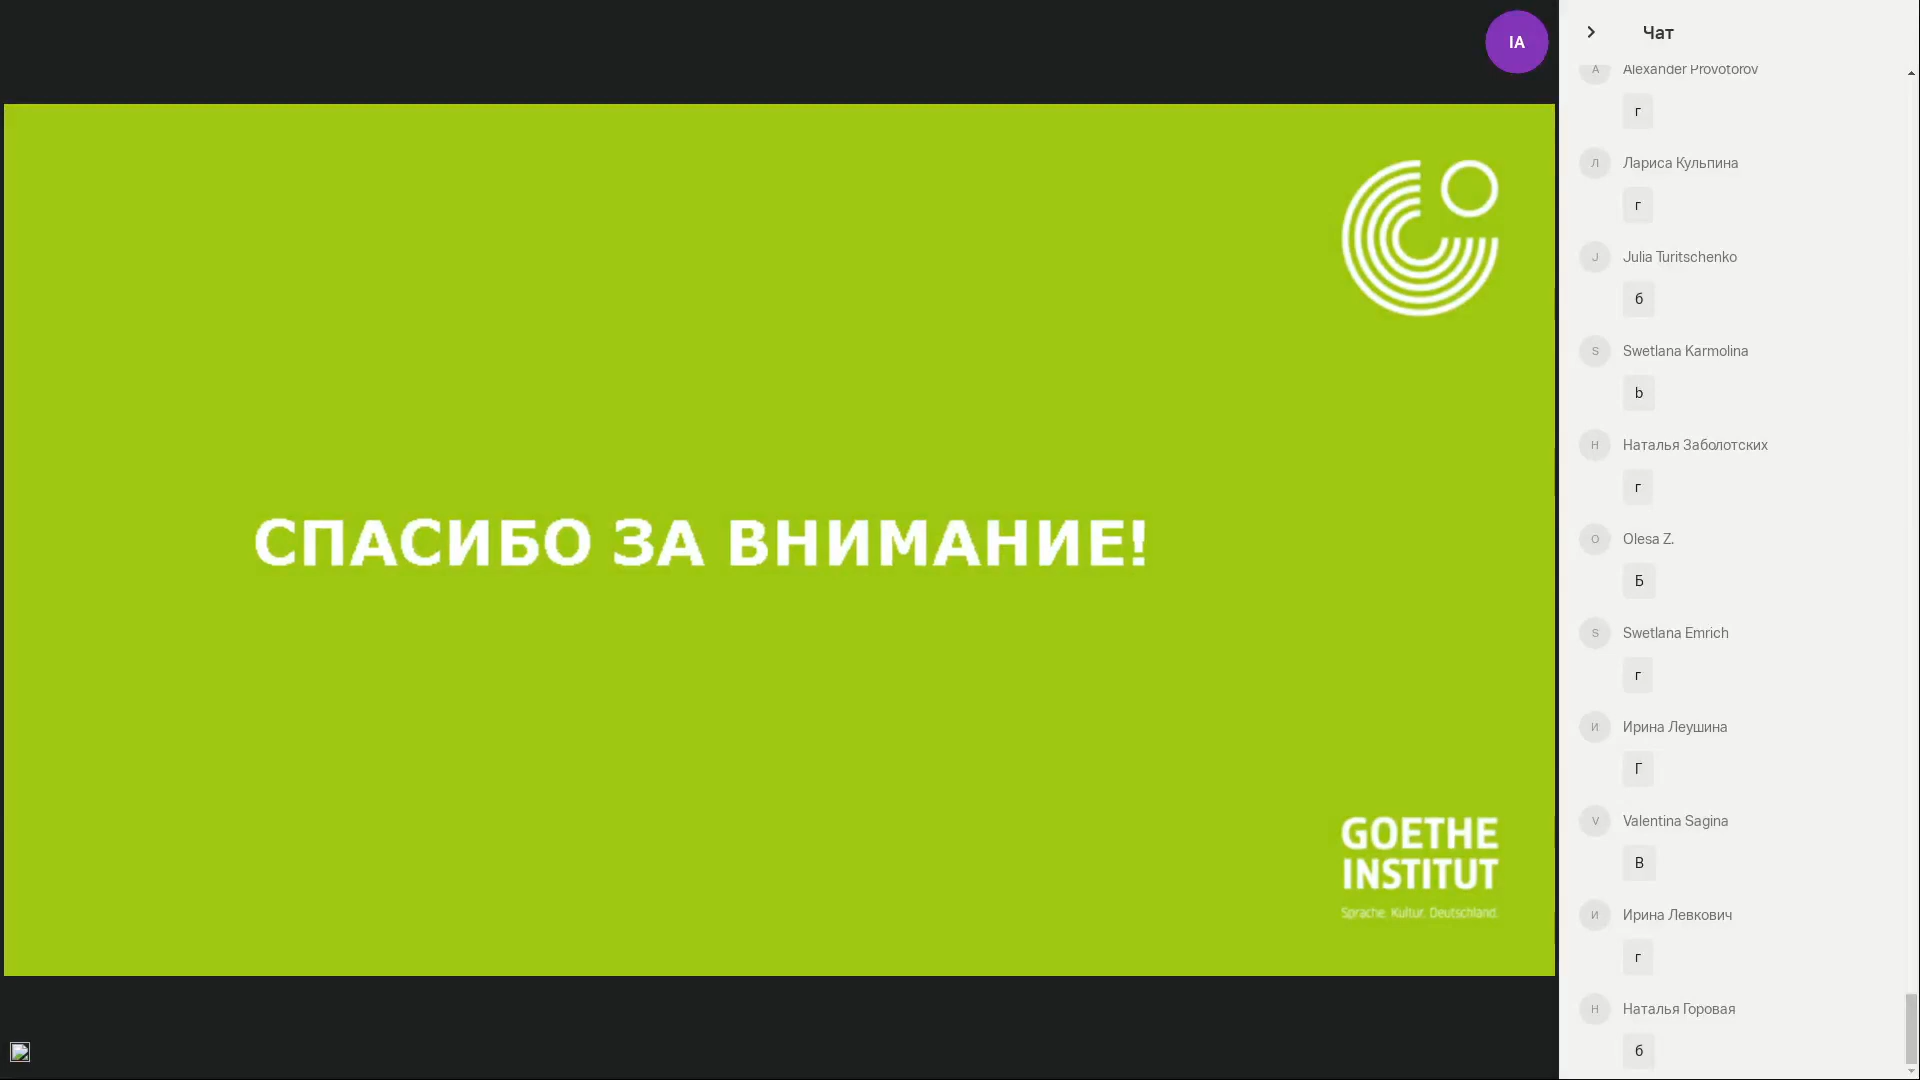 IA
СПАСИБО ЗА ВНИМАНИЕ!
GOETHE
INSTITUT
Sprache. Kultur. Deutschland.
Чат
A
Alexander Provotorov
г
Л
Лариса Кульпина
г
J
Julia Turitschenko
б
S
Swetlana Karmolina
b
Н
Наталья Заболотских
г
O
Olesa Z.
Б
S
Swetlana Emrich
г
И
Ирина Леушина
Г
V
Valentina Sagina
В
И
Ирина Левкович
г
Н
Наталья Горовая
б